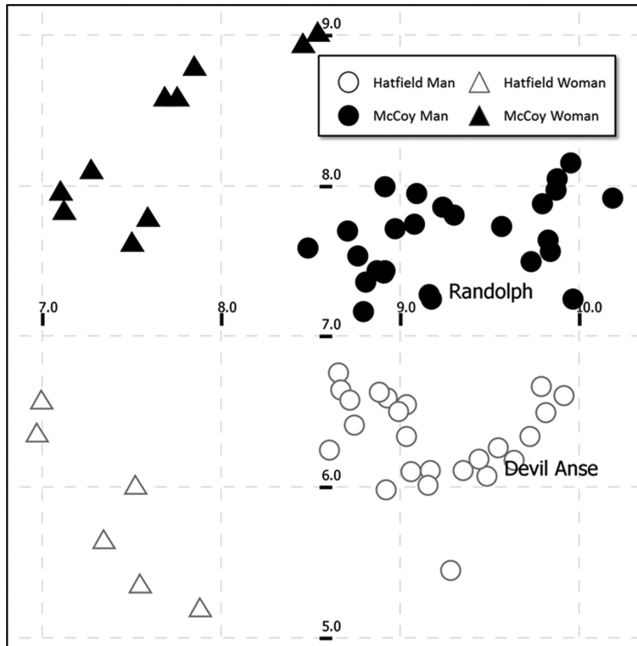 9.0
Hatfield Man Hatfield Woman
McCoy Man McCoy Woman
8.0
Randolph
7.0 8.0 9.0 10.0
7.0
Devil Anse
6.0
5.0